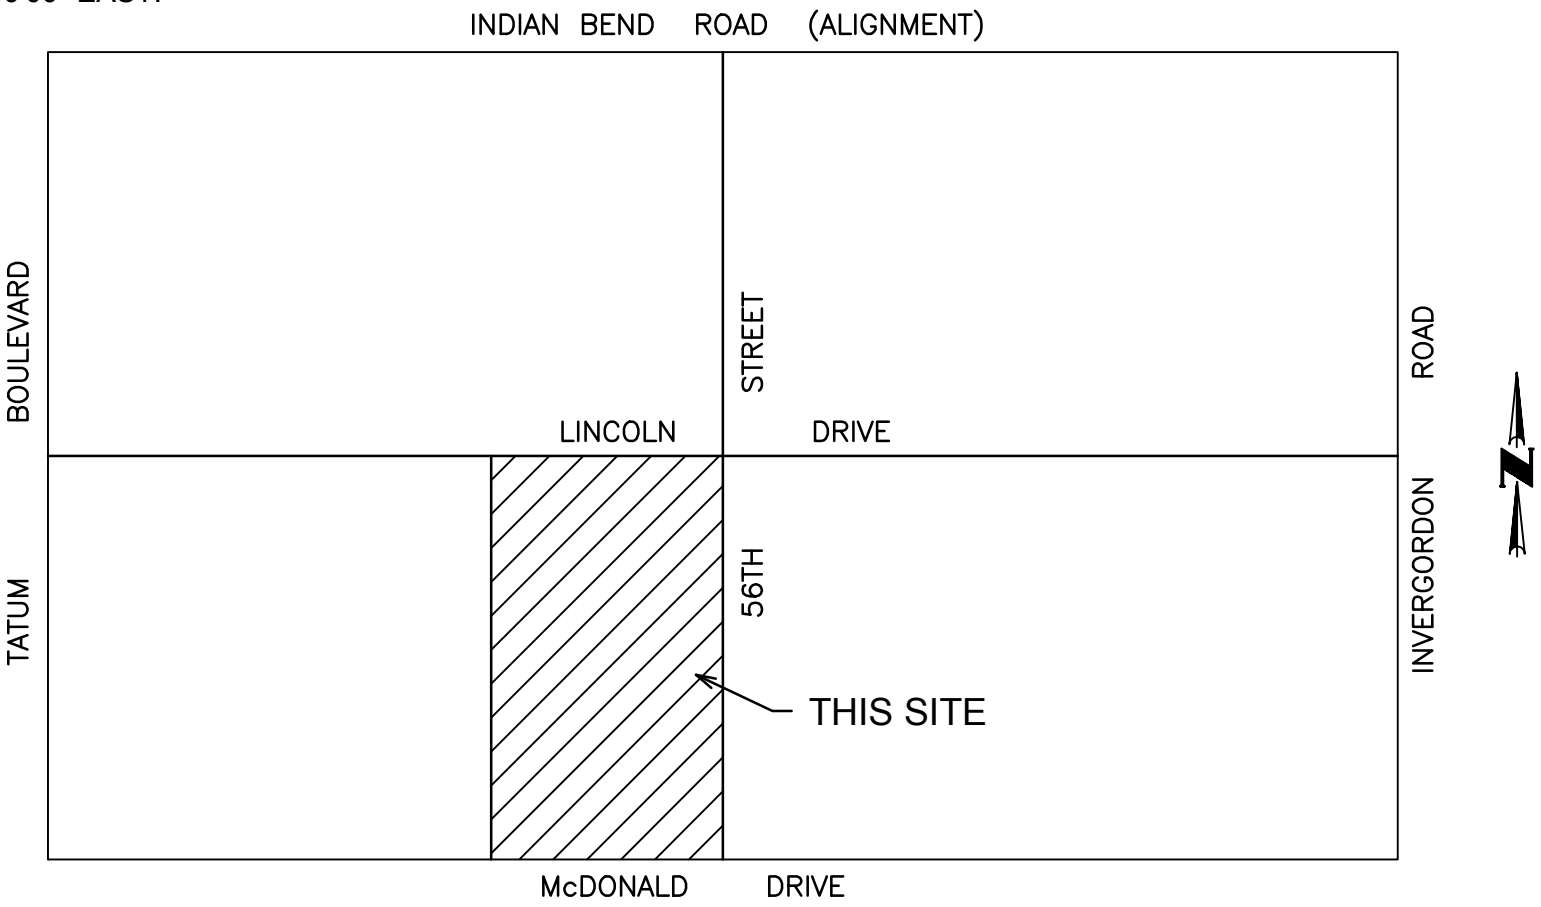 INDIAN BEND ROAD (ALIGNMENT)
TATUM BOULEVARD
56TH STREET
INVERGORDON ROAD
LINCOLN DRIVE
THIS SITE
N
McDONALD DRIVE